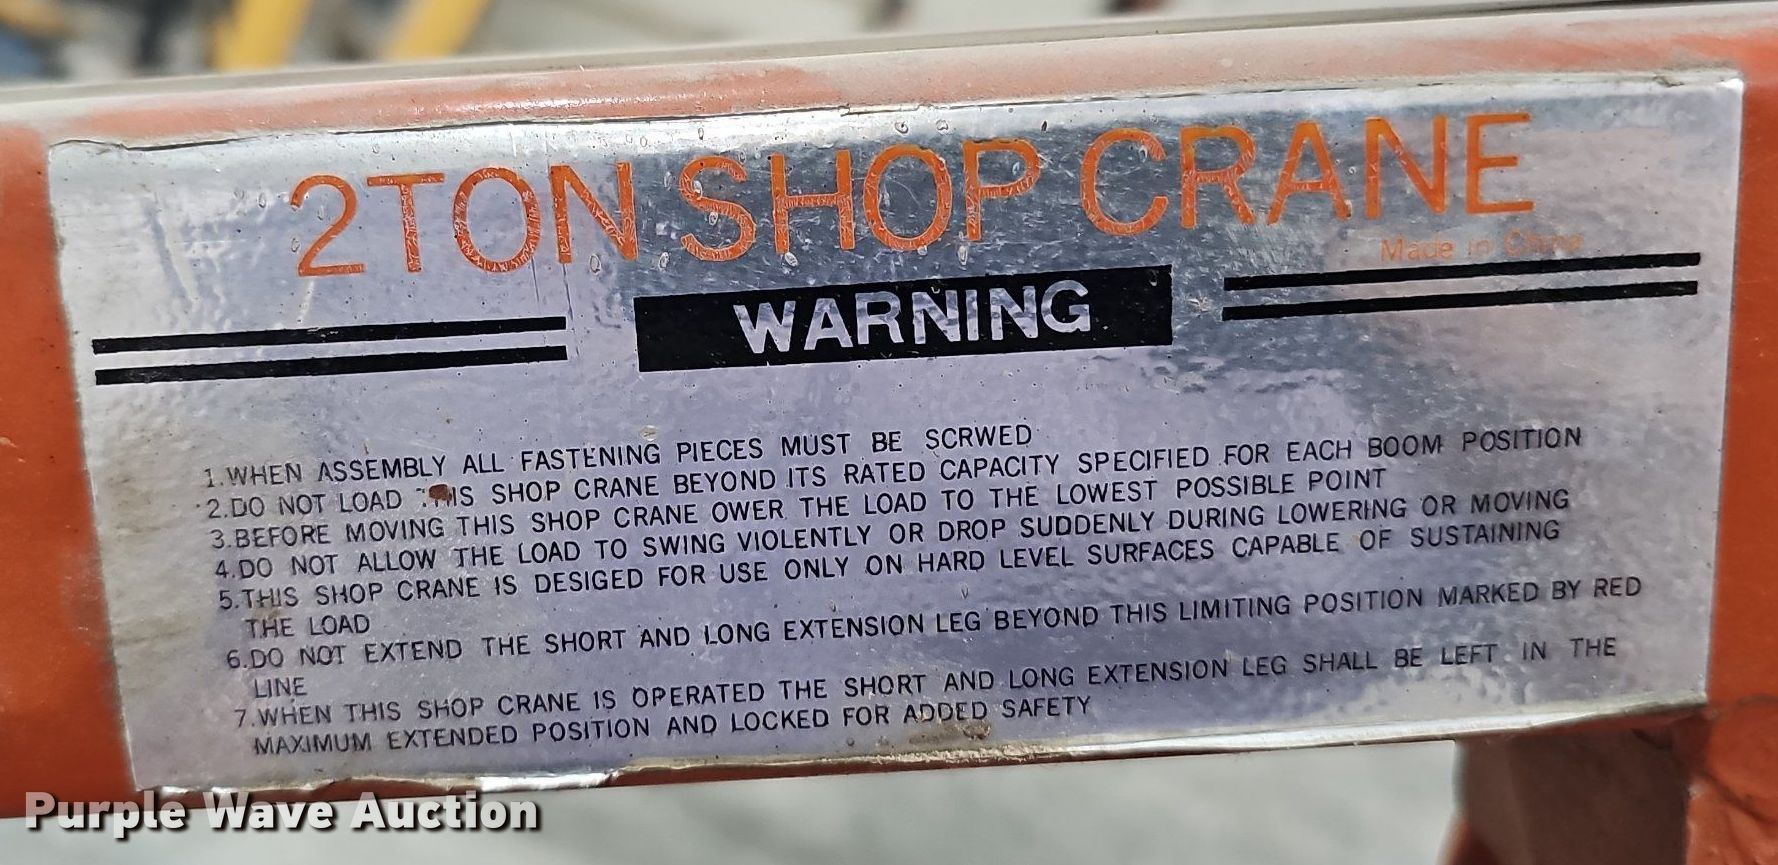 2 TON SHOP CRANE
Made in China
WARNING
1.WHEN ASSEMBLY ALL FASTENING PIECES MUST BE SCRWED
2.DO NOT LOAD THIS SHOP CRANE BEYOND ITS RATED CAPACITY SPECIFIED FOR EACH BOOM POSITION
3.BEFORE MOVING THIS SHOP CRANE OWER THE LOAD TO THE LOWEST POSSIBLE POINT
4.DO NOT ALLOW THE LOAD TO SWING VIOLENTLY OR DROP SUDDENLY DURING LOWERING OR MOVING
5.THIS SHOP CRANE IS DESIGED FOR USE ONLY ON HARD LEVEL SURFACES CAPABLE OF SUSTAINING
THE LOAD
6.DO NOT EXTEND THE SHORT AND LONG EXTENSION LEG BEYOND THIS LIMITING POSITION MARKED BY RED
LINE
7.WHEN THIS SHOP CRANE IS OPERATED THE SHORT AND LONG EXTENSION LEG SHALL BE LEFT IN THE
MAXIMUM EXTENDED POSITION AND LOCKED FOR ADDED SAFETY
Purple Wave Auction